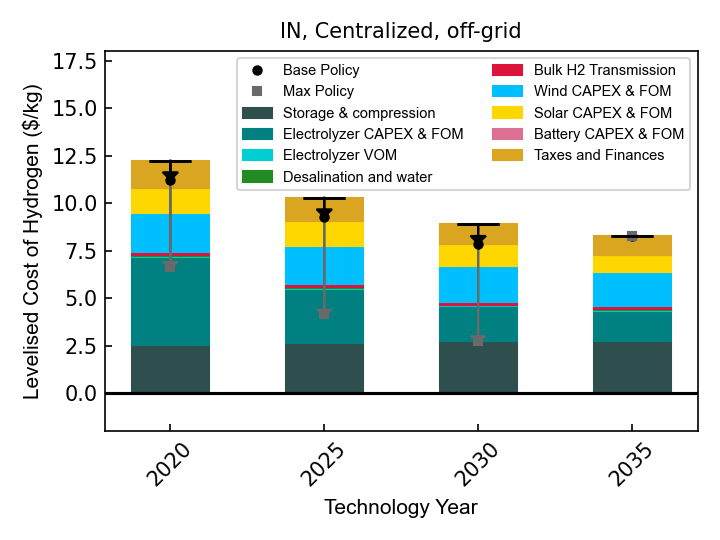 IN, Centralized, off-grid
Levelised Cost of Hydrogen ($/kg)
17.5
15.0
12.5
10.0
7.5
5.0
2.5
0.0
Base Policy
Max Policy
Storage & compression
Electrolyzer CAPEX & FOM
Electrolyzer VOM
Desalination and water
Bulk H2 Transmission
Wind CAPEX & FOM
Solar CAPEX & FOM
Battery CAPEX & FOM
Taxes and Finances
2020
2025
2030
2035
Technology Year